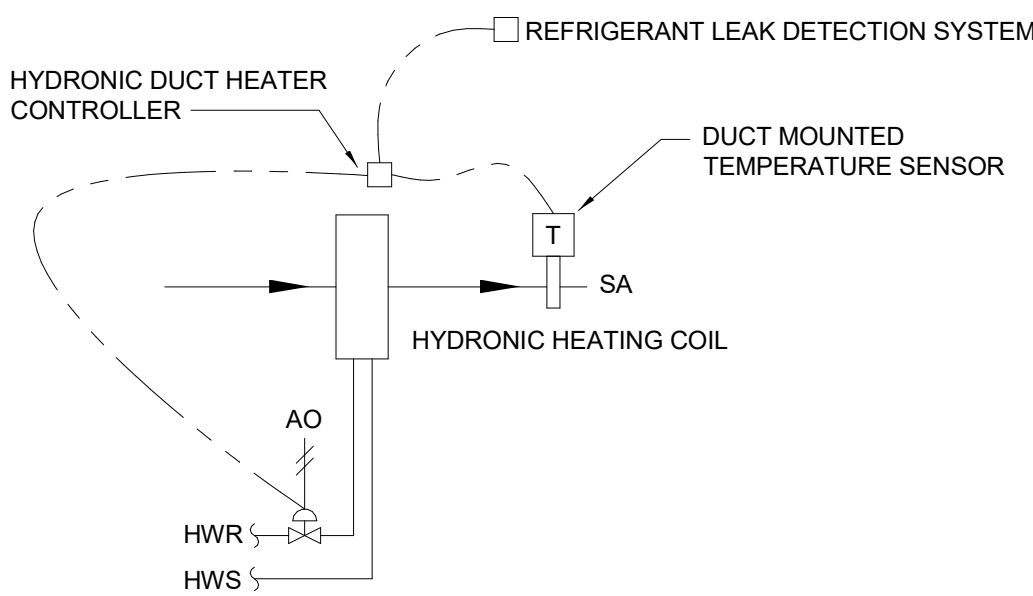 REFRIGERANT LEAK DETECTION SYSTEM
HYDRONIC DUCT HEATER
CONTROLLER
DUCT MOUNTED
TEMPERATURE SENSOR
T
SA
HYDRONIC HEATING COIL
AO
HWR
HWS